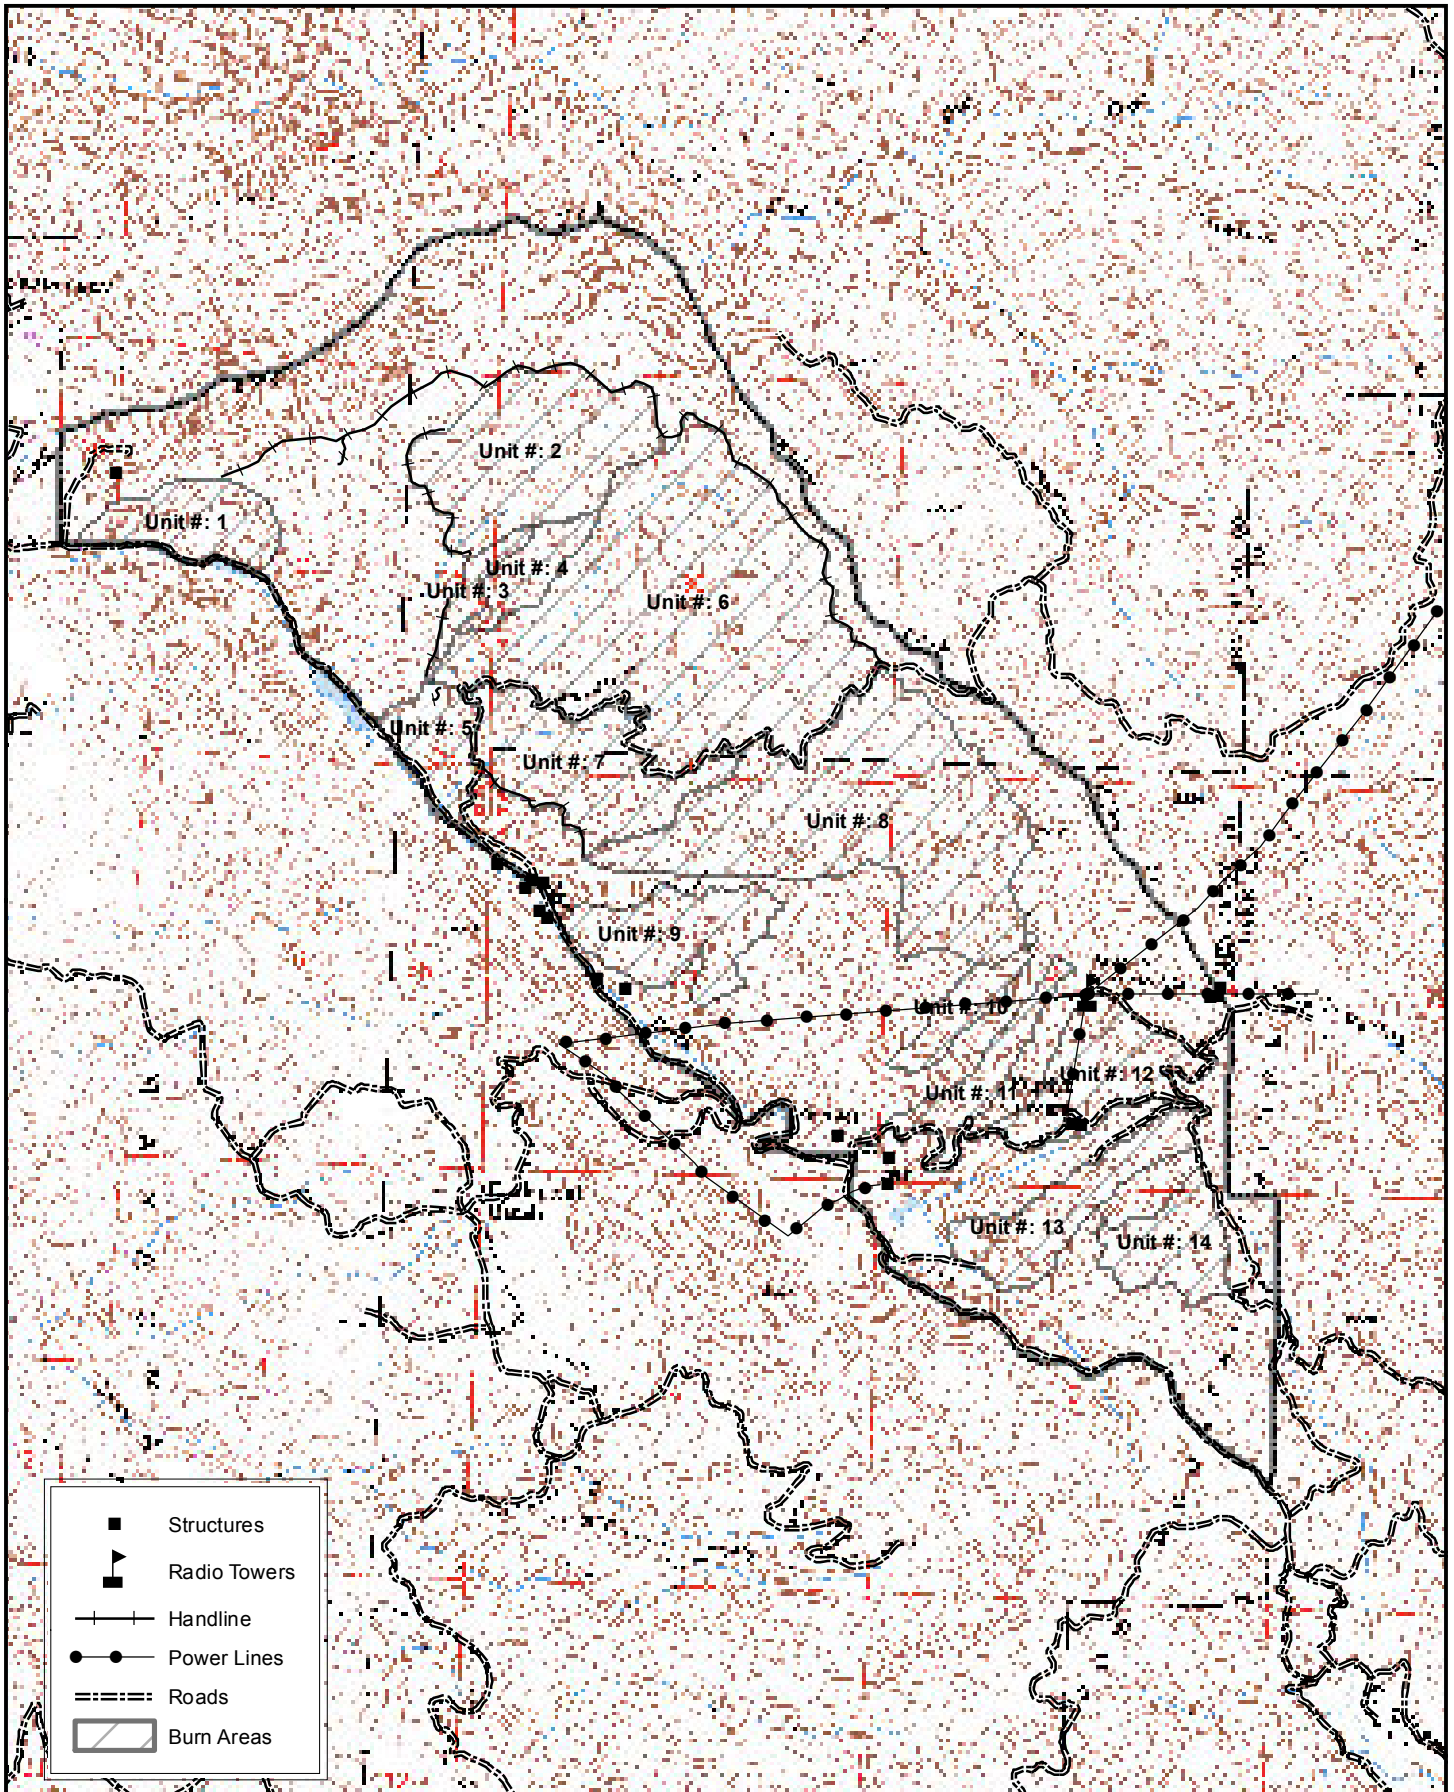 Unit #: 2
Unit #: 1
Unit #: 4
Unit #: 3
Unit #: 6
Unit #: 5
Unit #: 7
Unit #: 8
Unit #: 9
Unit #: 10
Unit #: 12
Unit #: 11
Unit #: 13
Unit #: 14
Structures
Radio Towers
Handline
Power Lines
Roads
Burn Areas